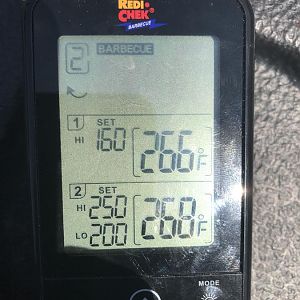 REDI
CHEK
BARBECUE
2 BARBECUE
1 SET
HI 160 266°F
2 SET
HI 250 268°F
LO 200
MODE